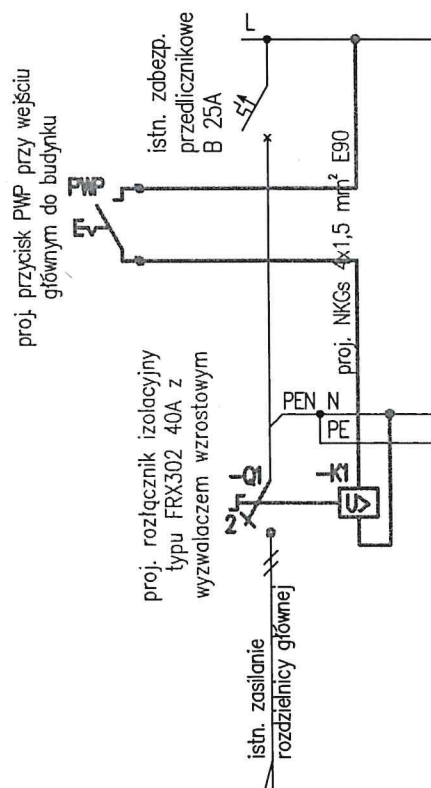 proj. przycisk PWP przy wejściu
głównym do budynku
PWP
E
istn. zabezp.
przedlicznikowe
B 25A
L
proj. NKGs 4x1,5 mm² E90
proj. rozłącznik izolacyjny
typu FRX302 40A z
wyzwalaczem wzrostowym
-Q1
2
-K1
U>
PEN N
PE
istn. zasilanie
rozdzielnicy głównej